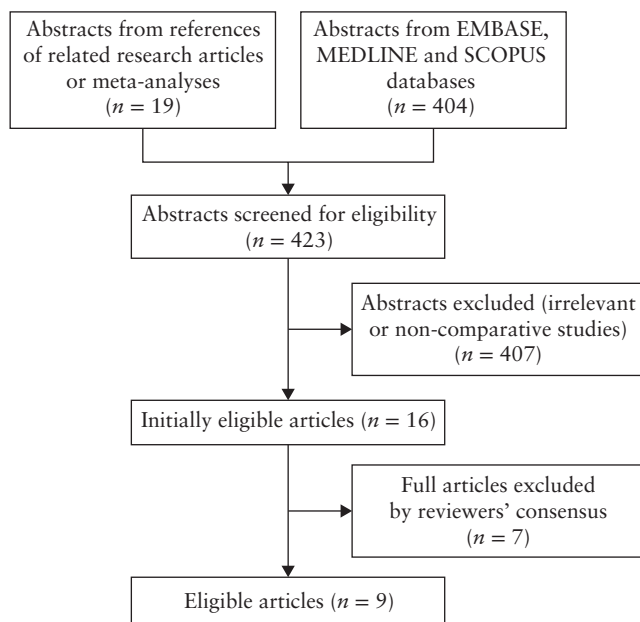 Abstracts from references
of related research articles
or meta-analyses
(n = 19)
Abstracts from EMBASE,
MEDLINE and SCOPUS
databases
(n = 404)
Abstracts screened for eligibility
(n = 423)
Abstracts excluded (irrelevant
or non-comparative studies)
(n = 407)
Initially eligible articles (n = 16)
Full articles excluded
by reviewers’ consensus
(n = 7)
Eligible articles (n = 9)